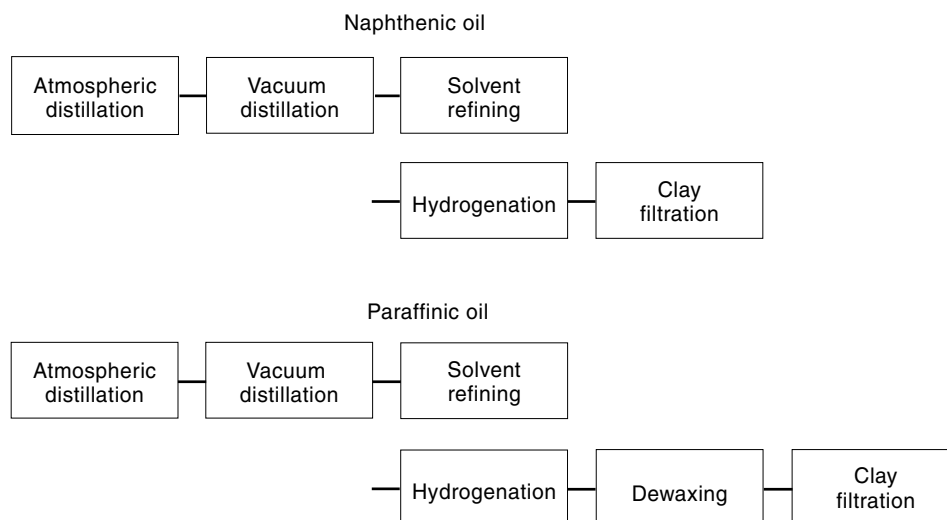 Naphthenic oil
Atmospheric
distillation
Vacuum
distillation
Solvent
refining
Hydrogenation
Clay
filtration
Paraffinic oil
Atmospheric
distillation
Vacuum
distillation
Solvent
refining
Hydrogenation
Dewaxing
Clay
filtration